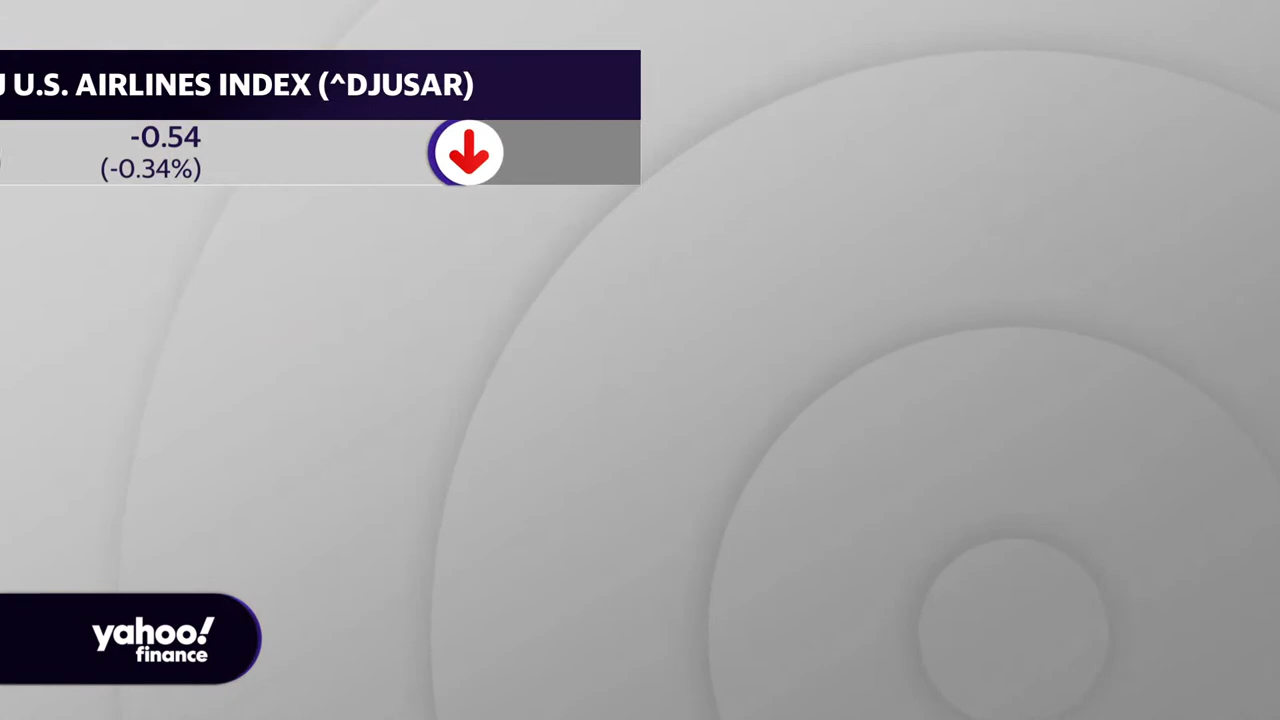 U.S. AIRLINES INDEX (^DJUSAR)
-0.54
(-0.34%)
yahoo!
finance